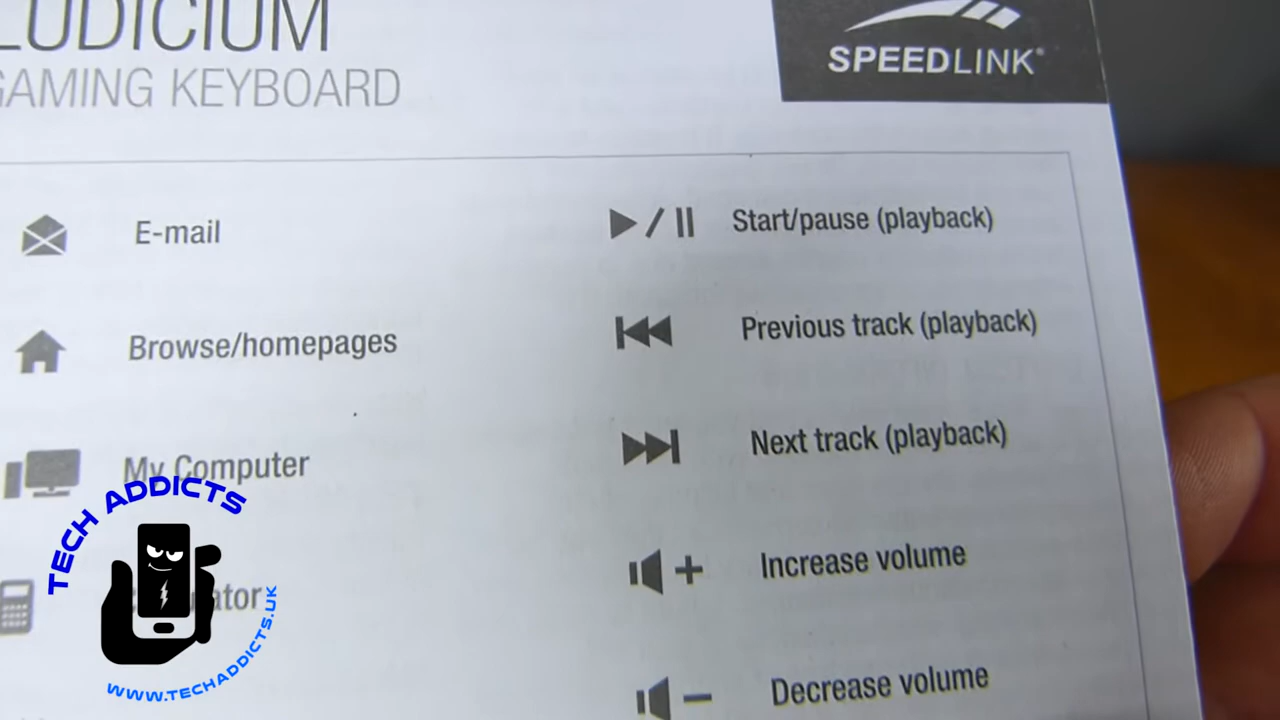 LUDICIUM
GAMING KEYBOARD
SPEEDLINK®
E-mail
Browse/homepages
My Computer
Start/pause (playback)
Previous track (playback)
Next track (playback)
Increase volume
Decrease volume
TECH ADDICTS
WWW.TECHADDICTS.UK